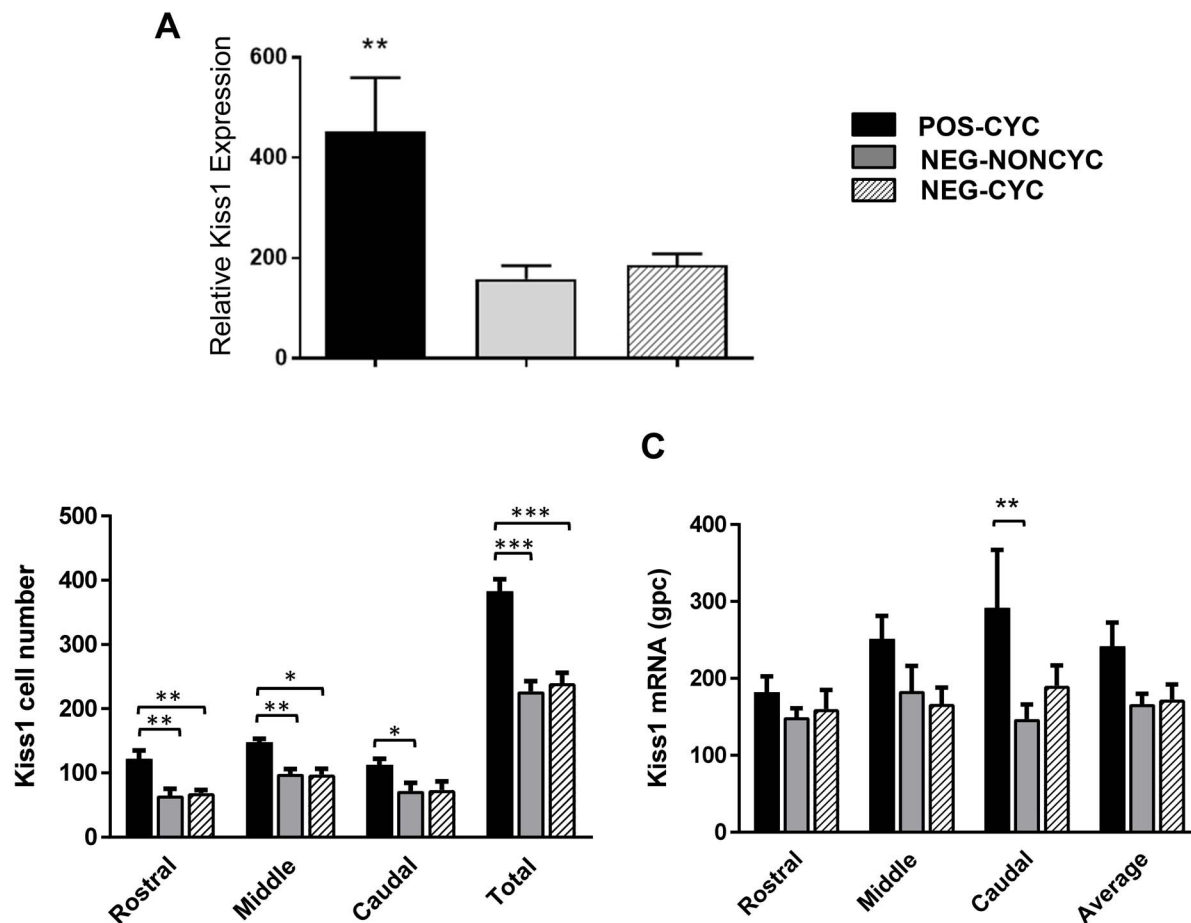 A
Relative Kiss1 Expression
600
400
200
0
**
POS-CYC
NEG-NONCYC
NEG-CYC
Kiss1 cell number
500
400
300
200
100
0
**
**
*
**
*
***
***
Rostral
Middle
Caudal
Total
C
Kiss1 mRNA (gpc)
400
300
200
100
0
**
Rostral
Middle
Caudal
Average